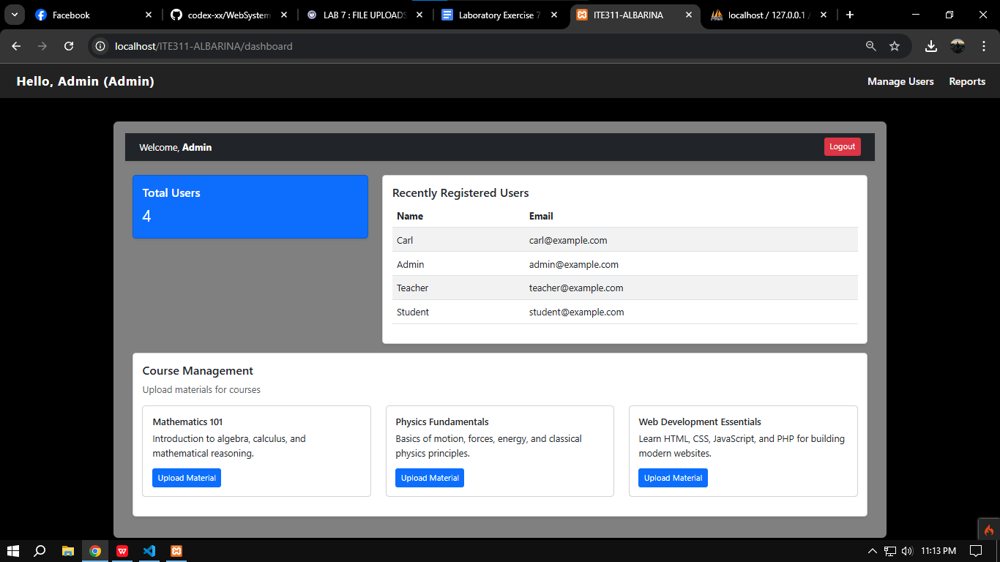 Facebook
codex-xx/WebSystem
LAB 7 : FILE UPLOADS
Laboratory Exercise 7
ITE311-ALBARINA
localhost / 127.0.0.1 /
localhost/ITE311-ALBARINA/dashboard
Hello, Admin (Admin)
Manage Users
Reports
Welcome, Admin
Logout
Total Users
4
Recently Registered Users
Name Email
Carl carl@example.com
Admin admin@example.com
Teacher teacher@example.com
Student student@example.com
Course Management
Upload materials for courses
Mathematics 101
Introduction to algebra, calculus, and
mathematical reasoning.
Upload Material
Physics Fundamentals
Basics of motion, forces, energy, and classical
physics principles.
Upload Material
Web Development Essentials
Learn HTML, CSS, JavaScript, and PHP for building
modern websites.
Upload Material
11:13 PM